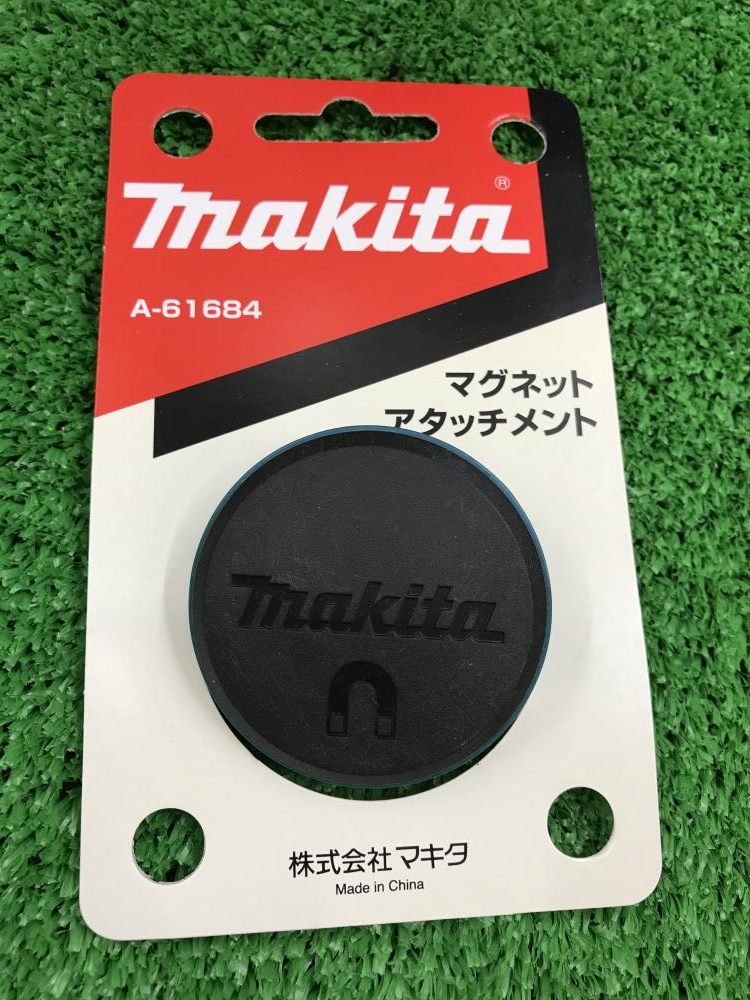 makita®
A-61684
マグネット
アタッチメント
makita
株式会社マキタ
Made in China